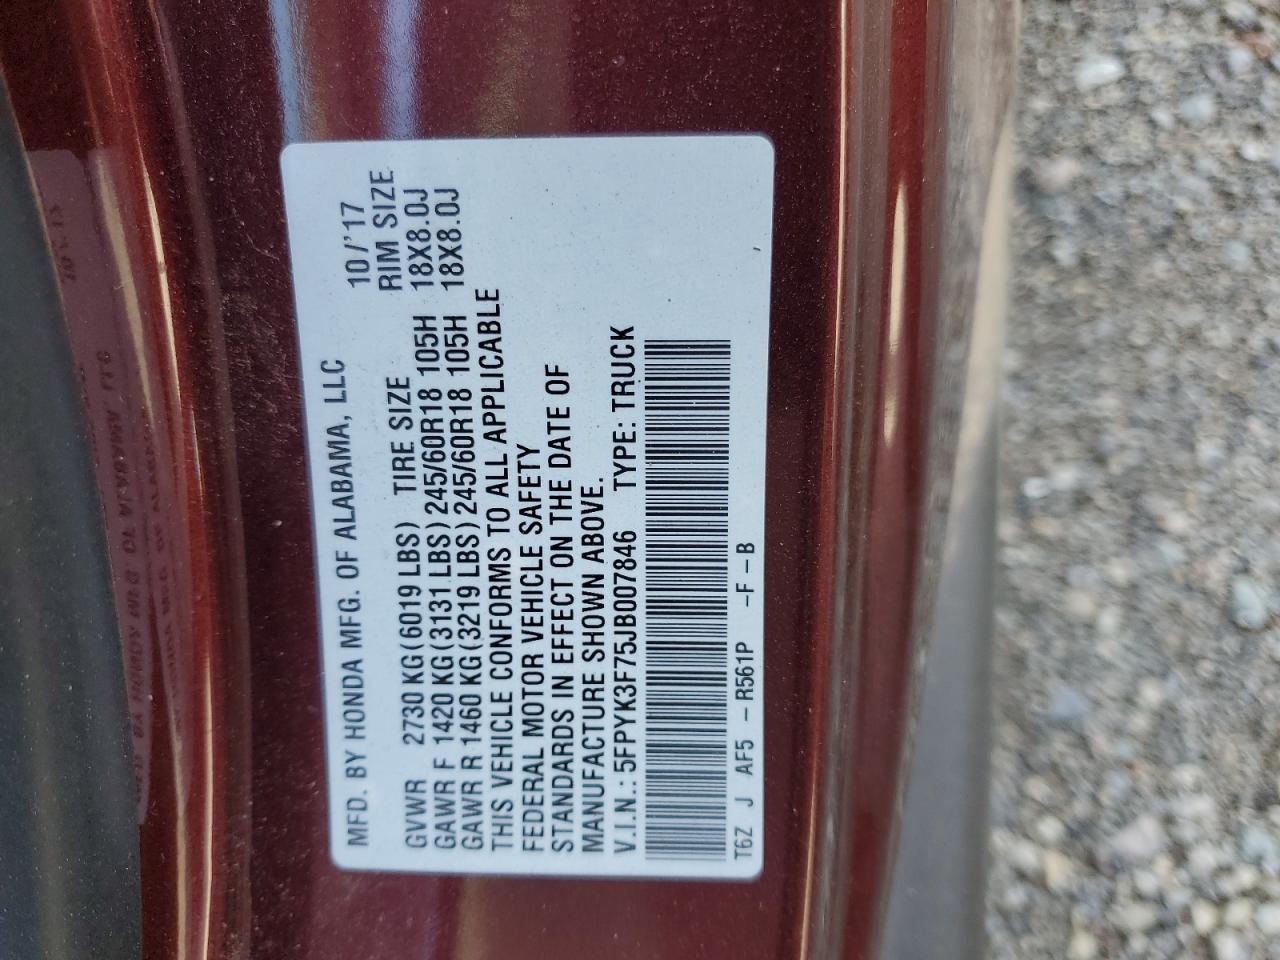 MFD. BY HONDA MFG. OF ALABAMA, LLC 10/'17
GVWR 2730 KG(6019 LBS) TIRE SIZE RIM SIZE
GAWR F 1420 KG(3131 LBS) 245/60R18 105H 18X8.0J
GAWR R 1460 KG(3219 LBS) 245/60R18 105H 18X8.0J
THIS VEHICLE CONFORMS TO ALL APPLICABLE
FEDERAL MOTOR VEHICLE SAFETY
STANDARDS IN EFFECT ON THE DATE OF
MANUFACTURE SHOWN ABOVE.
V.I.N.: 5FPYK3F75JB007846 TYPE: TRUCK
T6Z J AF5 - R561P -F -B